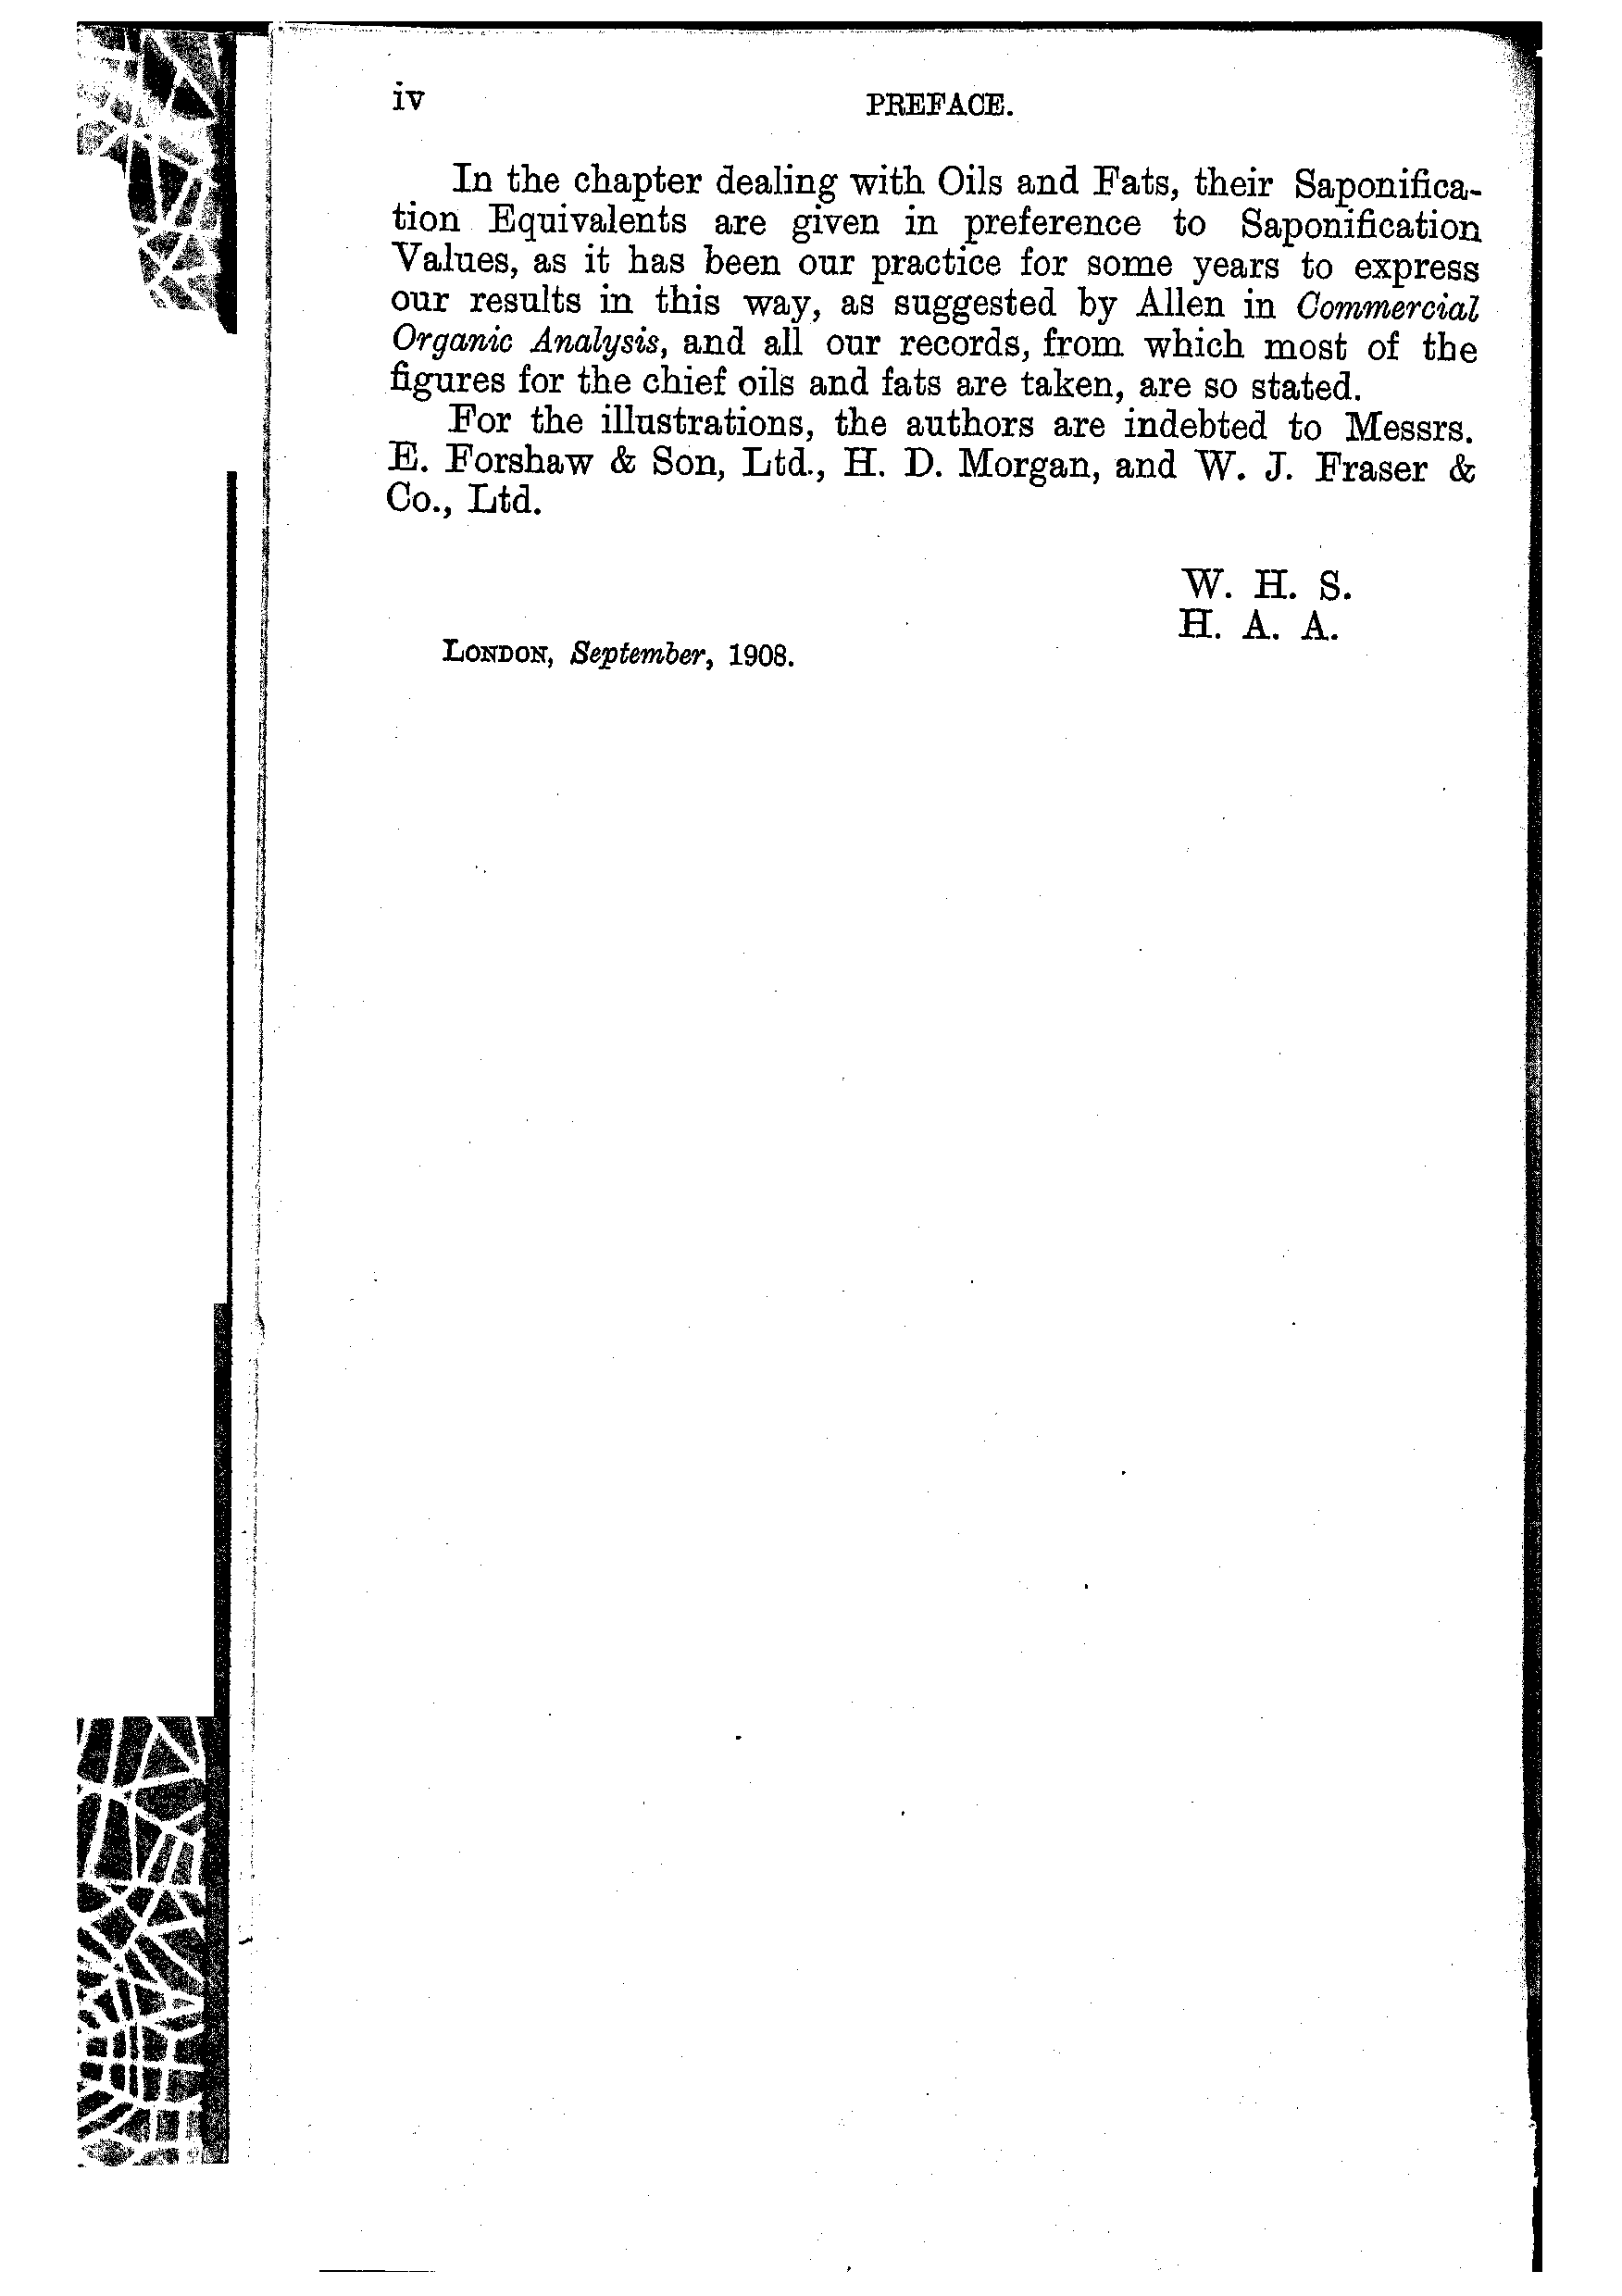 iv PREFACE.
In the chapter dealing with Oils and Fats, their Saponifica-
tion Equivalents are given in preference to Saponification
Values, as it has been our practice for some years to express
our results in this way, as suggested by Allen in Commercial
Organic Analysis, and all our records, from which most of the
figures for the chief oils and fats are taken, are so stated.
For the illustrations, the authors are indebted to Messrs.
E. Forshaw & Son, Ltd., H. D. Morgan, and W. J. Fraser &
Co., Ltd.
W. H. S.
H. A. A.
LONDON, September, 1908.